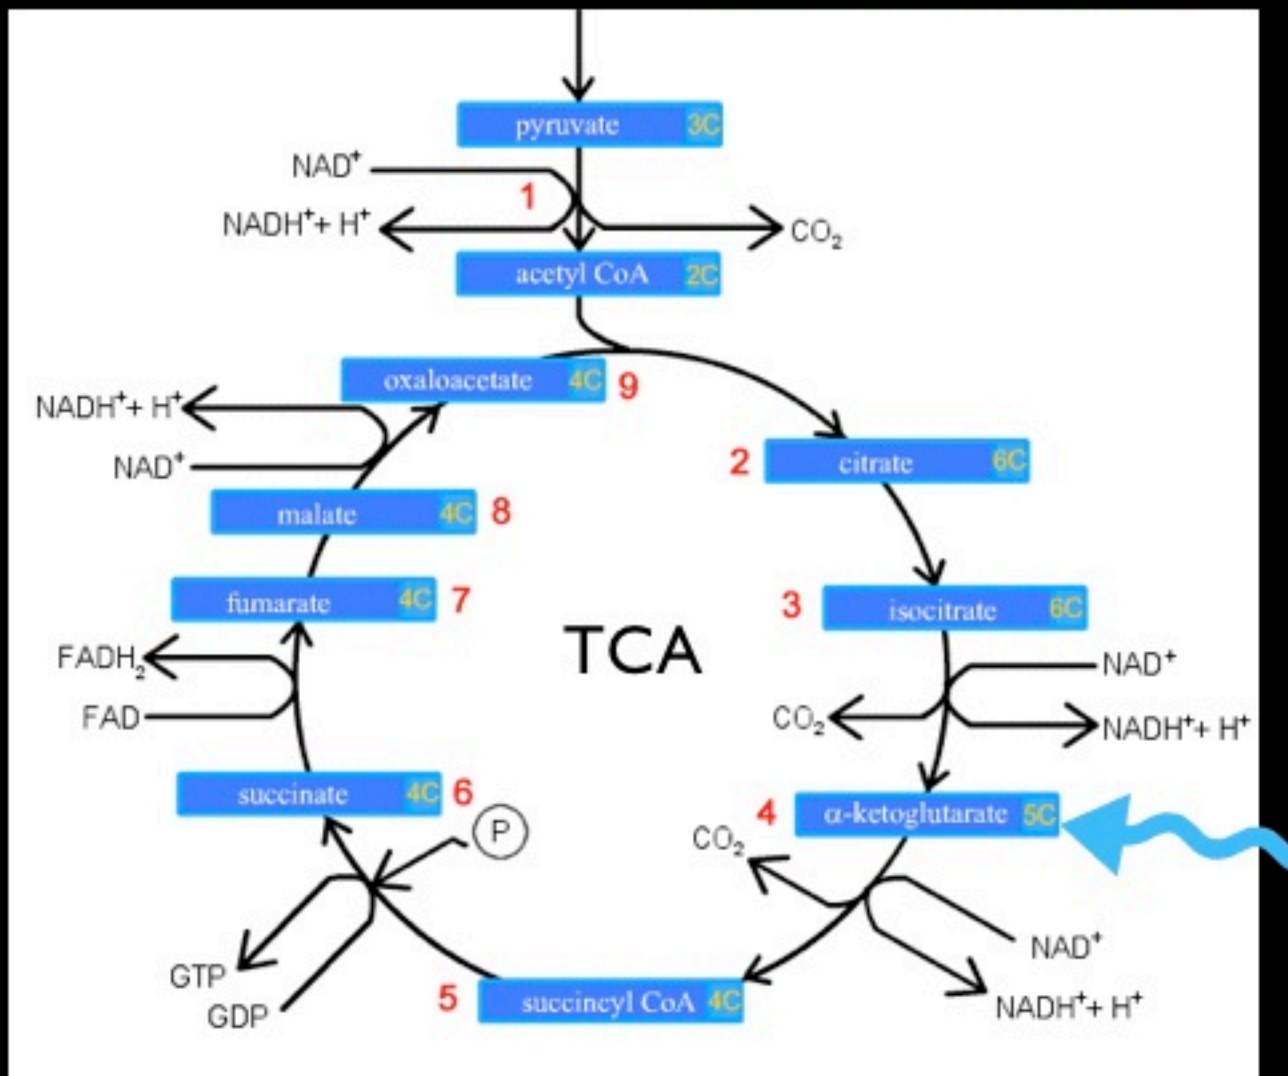 pyruvate 3C
NAD⁺
1
NADH⁺+ H⁺
CO₂
acetyl CoA 2C
oxaloacetate 4C 9
NADH⁺+ H⁺
NAD⁺
2 citrate 6C
malate 4C 8
fumarate 4C 7
3 isocitrate 6C
TCA
FADH₂
FAD
NAD⁺
CO₂
NADH⁺+ H⁺
succinate 4C 6
P
4 α-ketoglutarate 5C
CO₂
NAD⁺
NADH⁺+ H⁺
GTP
GDP
5 succincyl CoA 4C